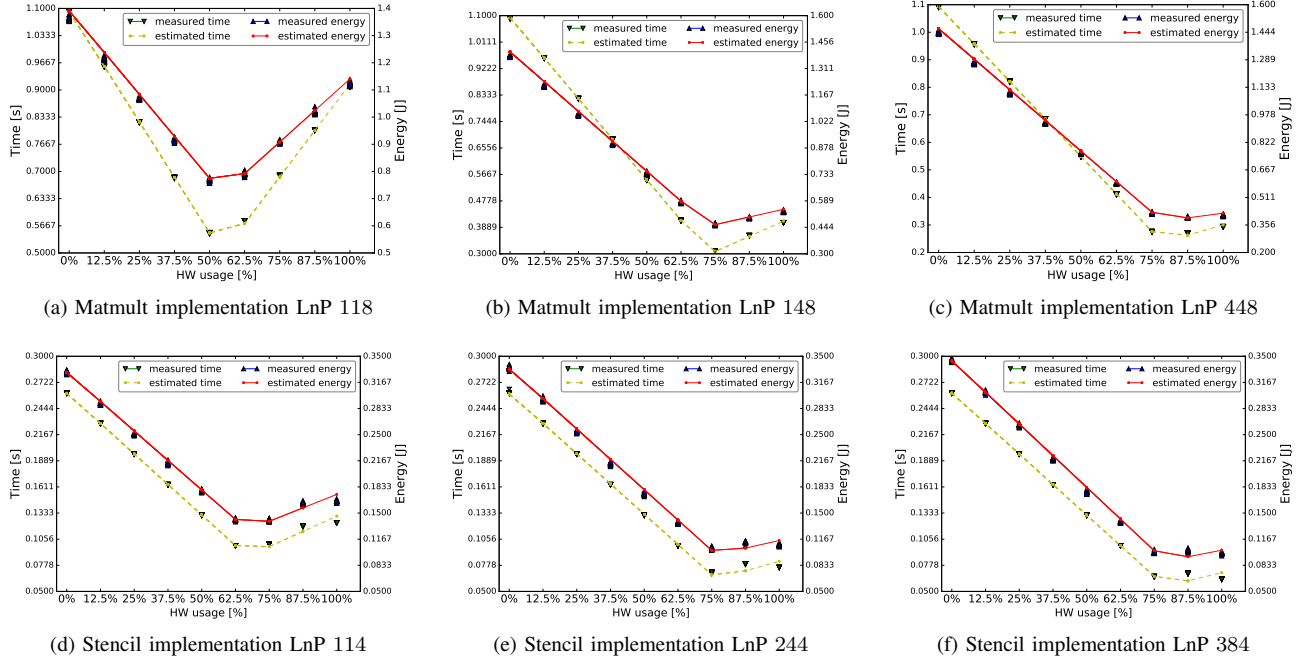 1.1000
1.0333
0.9667
0.9000
0.8333
0.7667
0.7000
0.6333
0.5667
0.5000
Time [s]
measured time
estimated time
measured energy
estimated energy
1.4
1.3
1.2
1.1
1.0
0.9
0.8
0.7
0.6
0.5
Energy [J]
0% 12.5% 25% 37.5% 50% 62.5% 75% 87.5% 100%
HW usage [%]
(a) Matmult implementation LnP 118
1.1000
1.0111
0.9222
0.8333
0.7444
0.6556
0.5667
0.4778
0.3889
0.3000
Time [s]
measured time
estimated time
measured energy
estimated energy
1.600
1.456
1.311
1.167
1.022
0.878
0.733
0.589
0.444
0.300
Energy [J]
0% 12.5% 25% 37.5% 50% 62.5% 75% 87.5% 100%
HW usage [%]
(b) Matmult implementation LnP 148
1.1
1.0
0.9
0.8
0.7
0.6
0.5
0.4
0.3
0.2
Time [s]
measured time
estimated time
measured energy
estimated energy
1.600
1.444
1.289
1.133
0.978
0.822
0.667
0.511
0.356
0.200
Energy [J]
0% 12.5% 25% 37.5% 50% 62.5% 75% 87.5% 100%
HW usage [%]
(c) Matmult implementation LnP 448
0.3000
0.2722
0.2444
0.2167
0.1889
0.1611
0.1333
0.1056
0.0778
0.0500
Time [s]
measured time
estimated time
measured energy
estimated energy
0.3500
0.3167
0.2833
0.2500
0.2167
0.1833
0.1500
0.1167
0.0833
0.0500
Energy [J]
0% 12.5% 25% 37.5% 50% 62.5% 75% 87.5% 100%
HW usage [%]
(d) Stencil implementation LnP 114
0.3000
0.2722
0.2444
0.2167
0.1889
0.1611
0.1333
0.1056
0.0778
0.0500
Time [s]
measured time
estimated time
measured energy
estimated energy
0.3500
0.3167
0.2833
0.2500
0.2167
0.1833
0.1500
0.1167
0.0833
0.0500
Energy [J]
0% 12.5% 25% 37.5% 50% 62.5% 75% 87.5% 100%
HW usage [%]
(e) Stencil implementation LnP 244
0.3000
0.2722
0.2444
0.2167
0.1889
0.1611
0.1333
0.1056
0.0778
0.0500
Time [s]
measured time
estimated time
measured energy
estimated energy
0.3500
0.3167
0.2833
0.2500
0.2167
0.1833
0.1500
0.1167
0.0833
0.0500
Energy [J]
0% 12.5% 25% 37.5% 50% 62.5% 75% 87.5% 100%
HW usage [%]
(f) Stencil implementation LnP 384